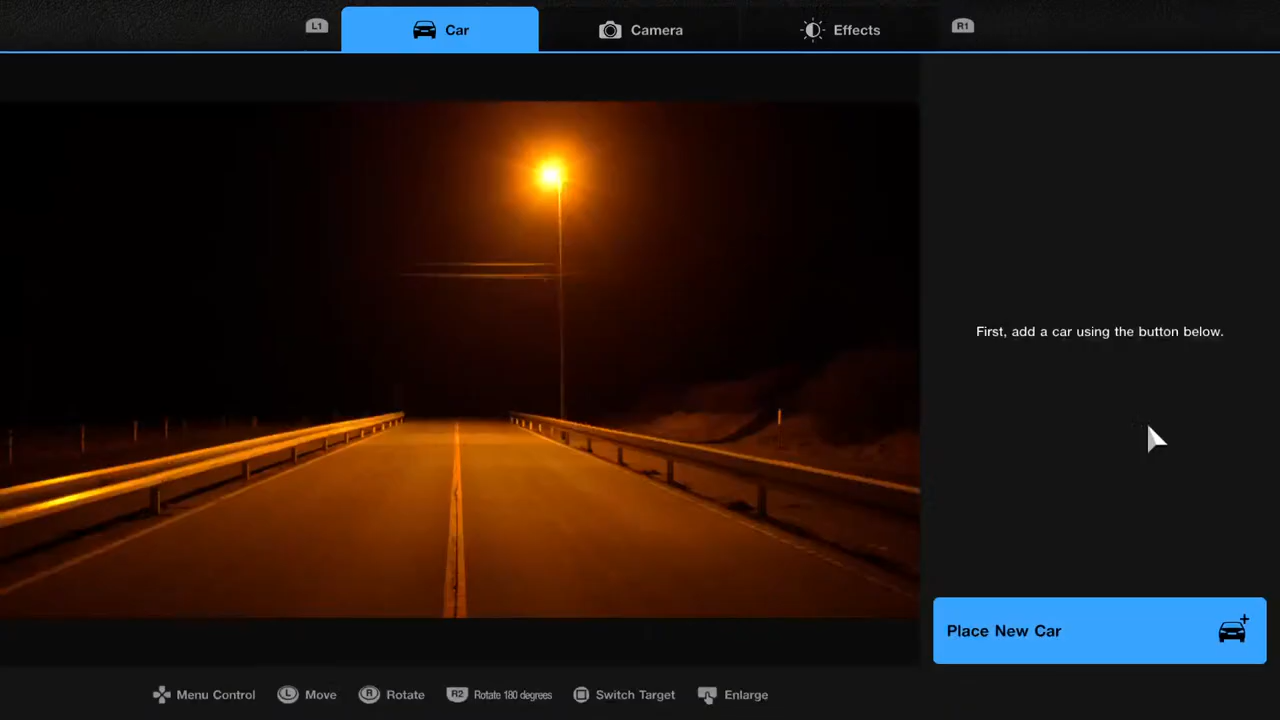 L1
Car
Camera
Effects
R1
First, add a car using the button below.
Place New Car
Menu Control
L Move
R Rotate
R2 Rotate 180 degrees
Switch Target
Enlarge